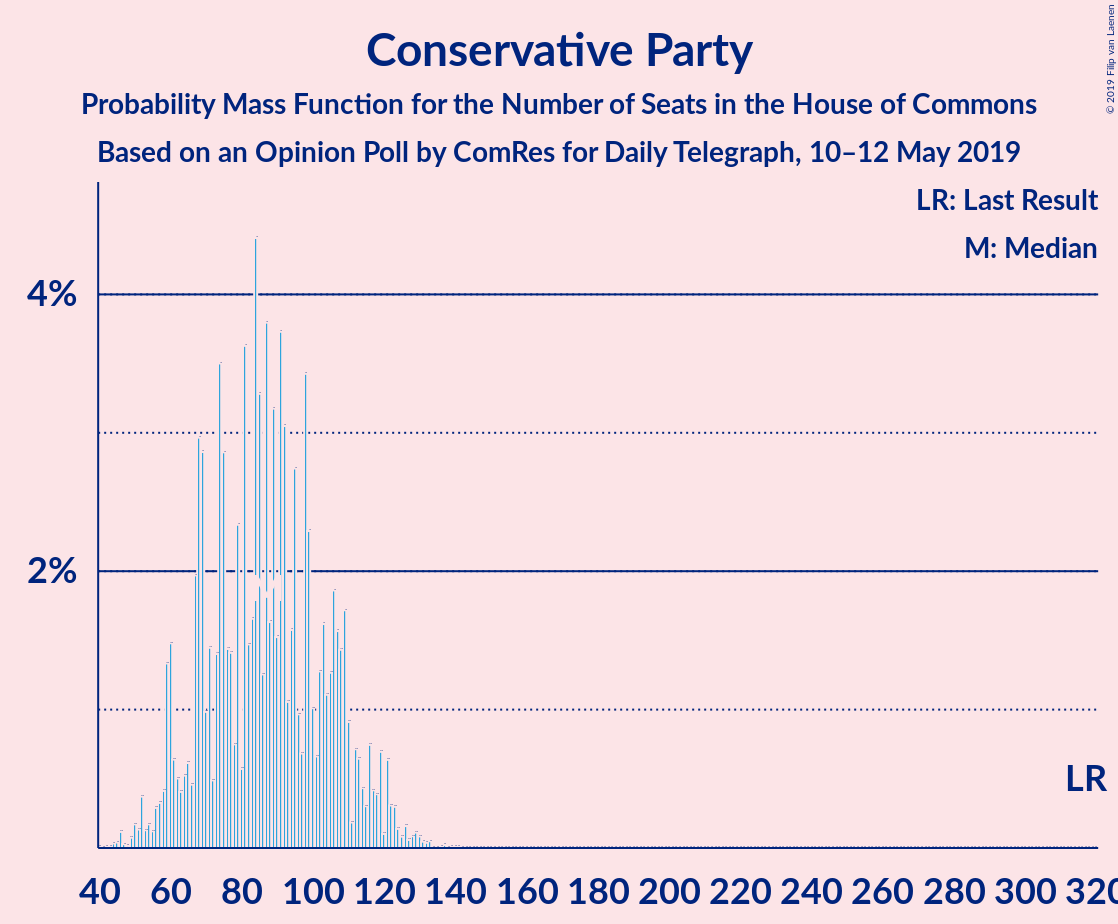 Conservative Party
Probability Mass Function for the Number of Seats in the House of Commons
Based on an Opinion Poll by ComRes for Daily Telegraph, 10–12 May 2019
© 2019 Filip van Laenen
LR: Last Result
M: Median
4%
2%
LR
40 60 80 100 120 140 160 180 200 220 240 260 280 300 320